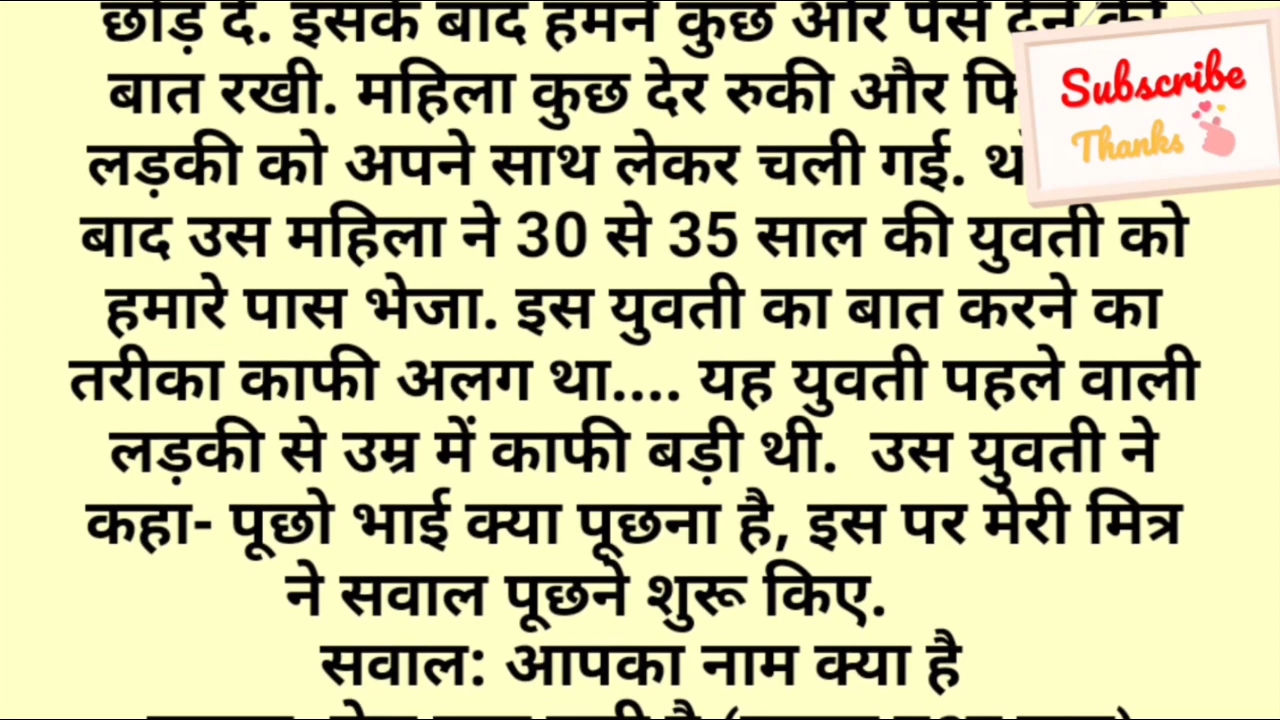 छोड़ दे. इसके बाद हमने कुछ और पैसे देने की
बात रखी. महिला कुछ देर रुकी और
लड़की को अपने साथ लेकर चली गई.
बाद उस महिला ने 30 से 35 साल की युवती को
हमारे पास भेजा. इस युवती का बात करने का
तरीका काफी अलग था.... यह युवती पहले वाली
लड़की से उम्र में काफी बड़ी थी. उस युवती ने
कहा- पूछो भाई क्या पूछना है, इस पर मेरी मित्र
ने सवाल पूछने शुरू किए.
सवाल: आपका नाम क्या है
Subscribe
Thanks